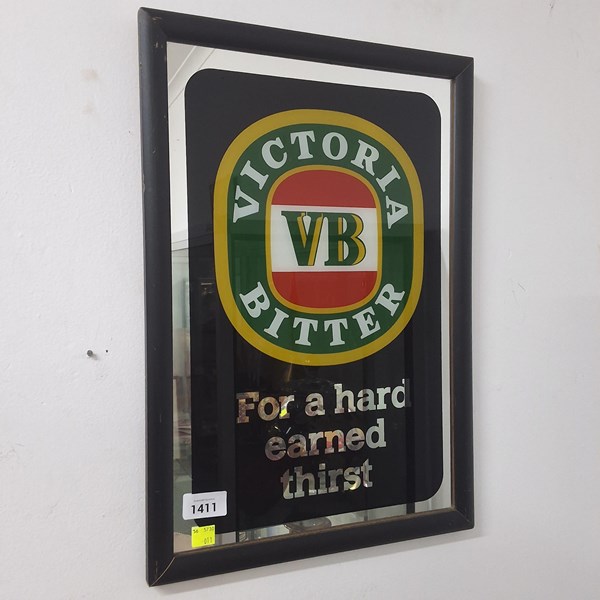 VICTORIA
VB
BITTER
For a hard
earned
thirst
1411